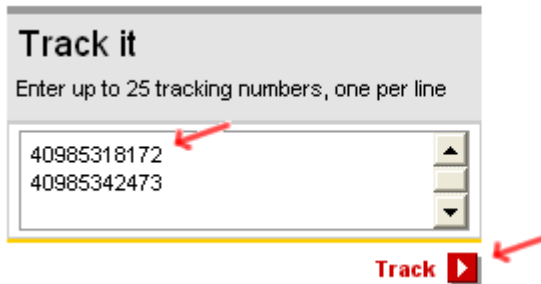 Track it
Enter up to 25 tracking numbers, one per line
40985318172
40985342473
Track